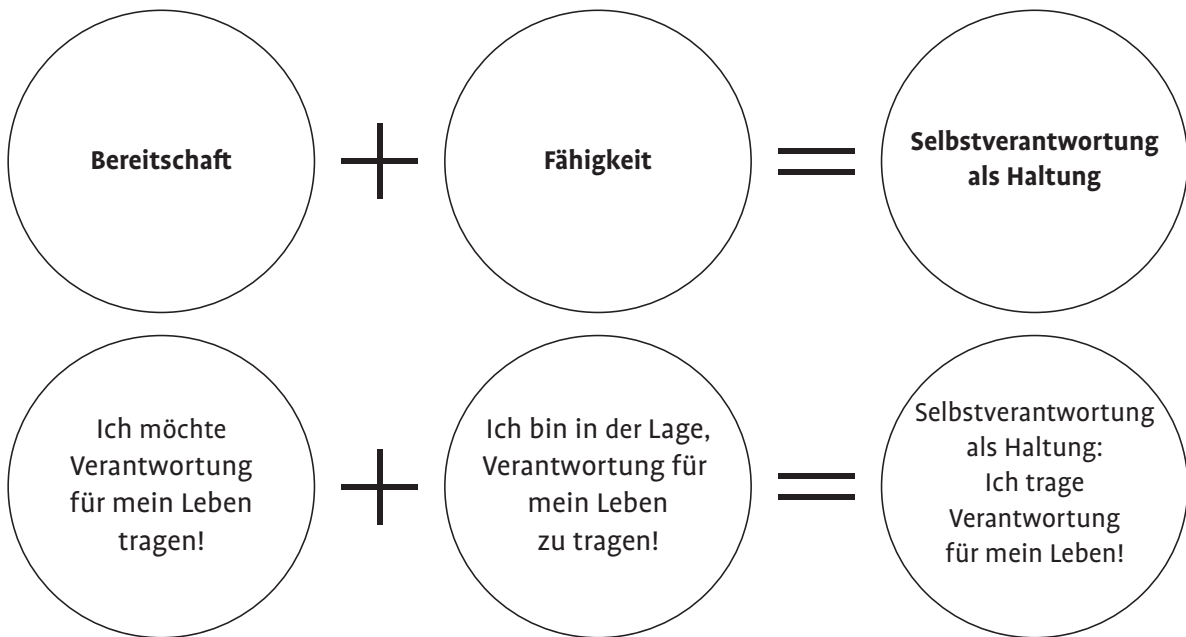 Bereitschaft
+
Fähigkeit
=
Selbstverantwortung
als Haltung
Ich möchte
Verantwortung
für mein Leben
tragen!
+
Ich bin in der Lage,
Verantwortung für
mein Leben
zu tragen!
=
Selbstverantwortung
als Haltung:
Ich trage
Verantwortung
für mein Leben!